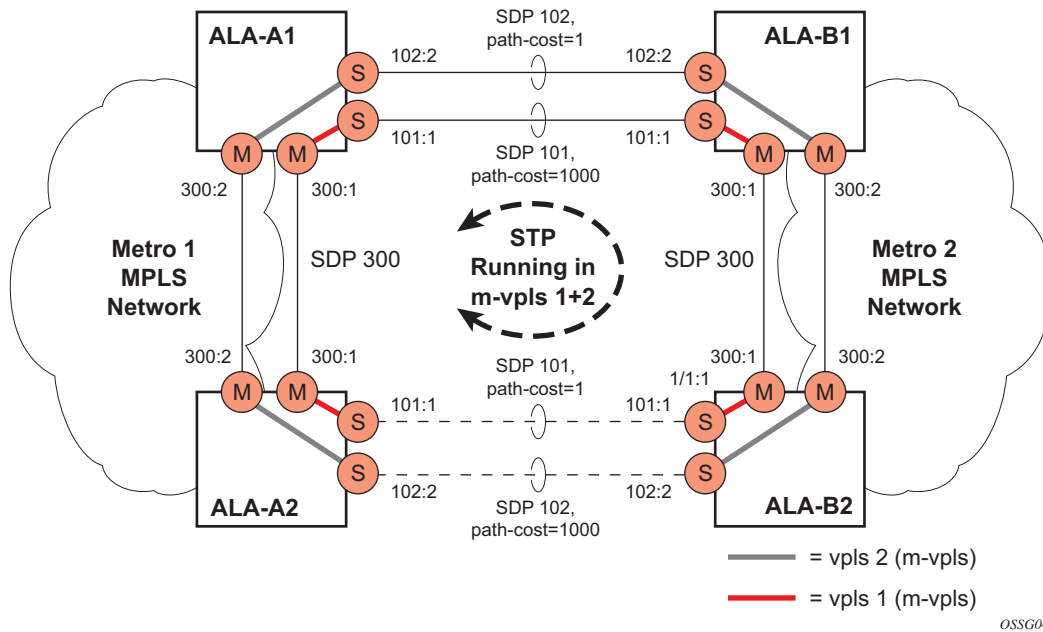 SDP 102,
path-cost=1
ALA-A1
ALA-B1
102:2
102:2
S
S
S
S
101:1
101:1
M
M
M
M
SDP 101,
path-cost=1000
300:2
300:1
300:1
300:2
Metro 1
MPLS
Network
SDP 300
STP
Running in
m-vpls 1+2
SDP 300
Metro 2
MPLS
Network
300:2
300:1
SDP 101,
path-cost=1
300:1
300:2
1/1:1
M
M
M
M
101:1
101:1
S
S
S
S
102:2
102:2
ALA-A2
SDP 102,
path-cost=1000
ALA-B2
= vpls 2 (m-vpls)
= vpls 1 (m-vpls)